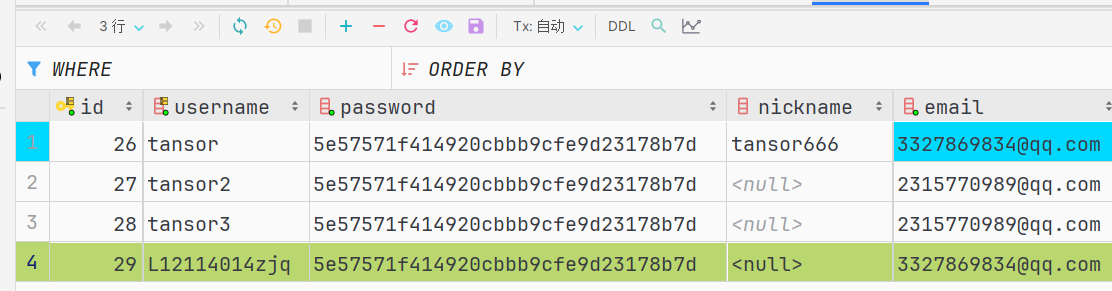 3 行 Tx: 自动 DDL
WHERE ORDER BY
id username password nickname email
1 26 tansor 5e57571f414920cbbb9cfe9d23178b7d tansor666 3327869834@qq.com
2 27 tansor2 5e57571f414920cbbb9cfe9d23178b7d <null> 2315770989@qq.com
3 28 tansor3 5e57571f414920cbbb9cfe9d23178b7d <null> 2315770989@qq.com
4 29 L12114014zjq 5e57571f414920cbbb9cfe9d23178b7d <null> 3327869834@qq.com